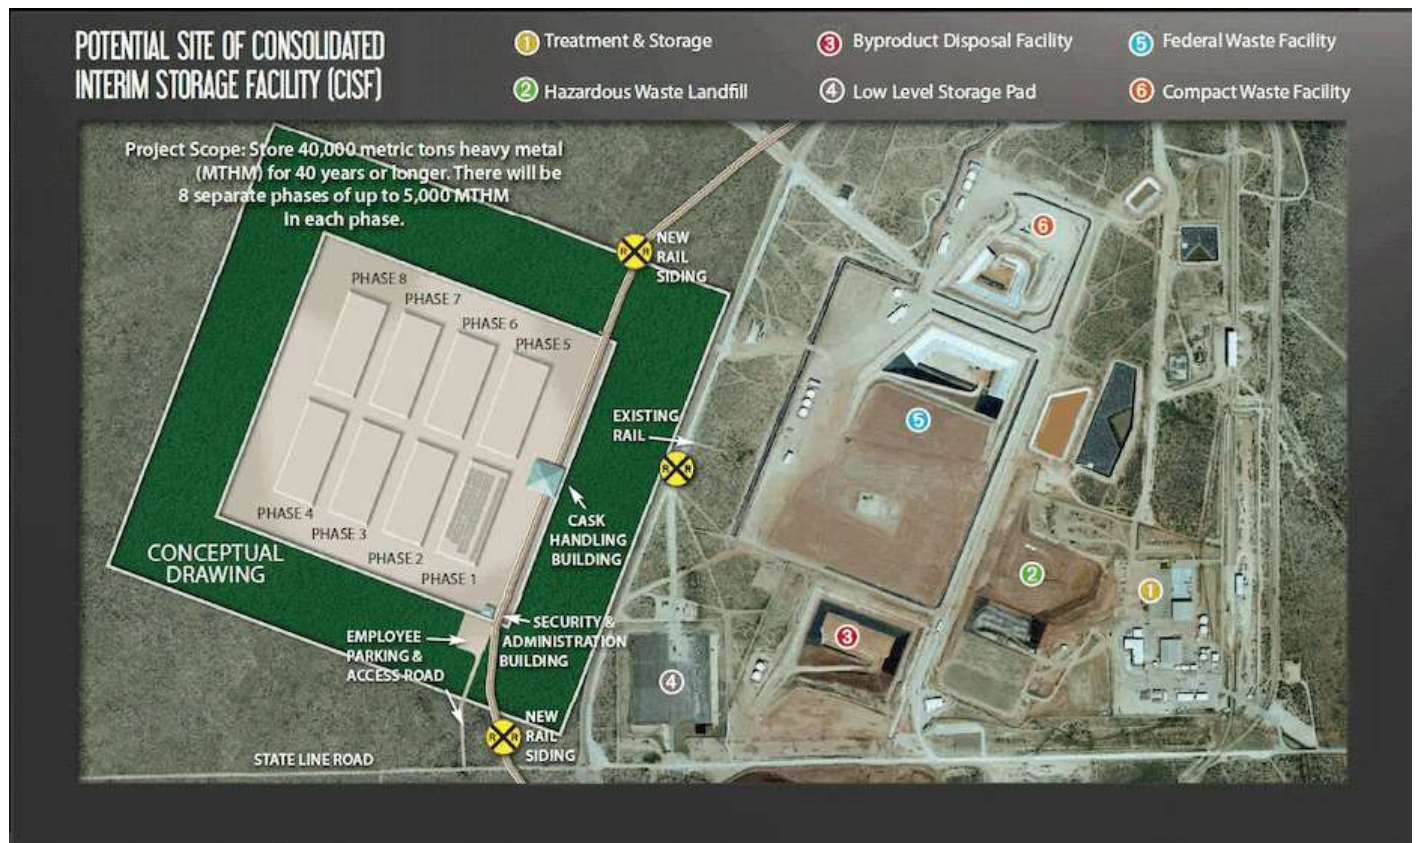 POTENTIAL SITE OF CONSOLIDATED
INTERIM STORAGE FACILITY (CISF)
1 Treatment & Storage
2 Hazardous Waste Landfill
3 Byproduct Disposal Facility
4 Low Level Storage Pad
5 Federal Waste Facility
6 Compact Waste Facility
Project Scope: Store 40,000 metric tons heavy metal
(MTHM) for 40 years or longer. There will be
8 separate phases of up to 5,000 MTHM
In each phase.
R R
NEW
RAIL
SIDING
PHASE 8
PHASE 7
PHASE 6
PHASE 5
EXISTING
RAIL
R R
PHASE 4
PHASE 3
PHASE 2
PHASE 1
CASK
HANDLING
BUILDING
CONCEPTUAL
DRAWING
SECURITY &
ADMINISTRATION
BUILDING
EMPLOYEE
PARKING &
ACCESS ROAD
R R
NEW
RAIL
SIDING
STATE LINE ROAD
6
5
2
1
3
4